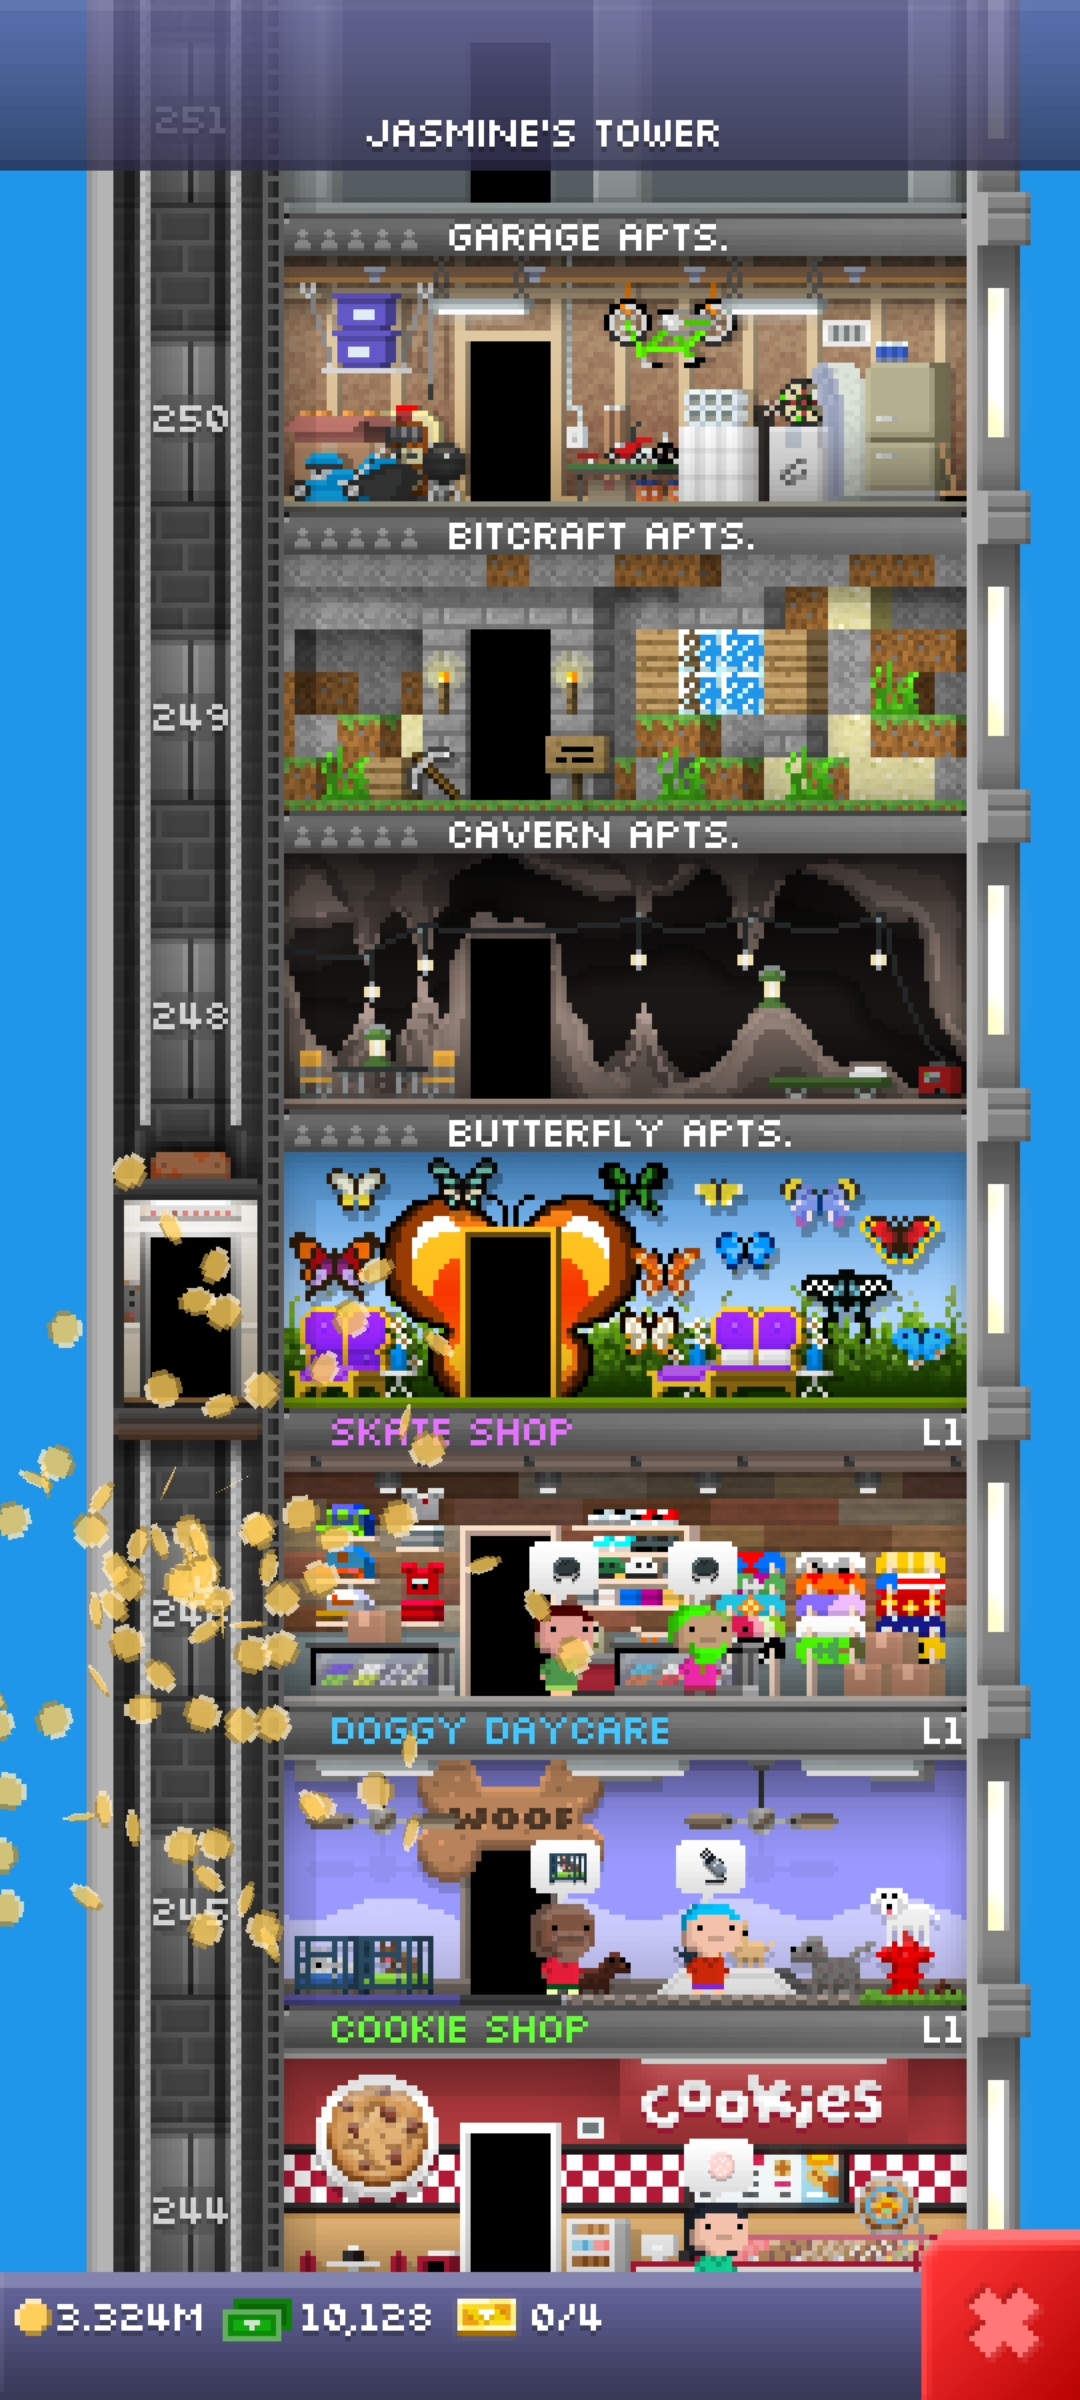 251
JASMINE'S TOWER
GARAGE APTS.
250
BITCRAFT APTS.
249
CAVERN APTS.
248
BUTTERFLY APTS.
SKATE SHOP L1
DOGGY DAYCARE L1
WOOF
245
COOKIE SHOP L1
cookies
244
3.324M 10,128 0/4